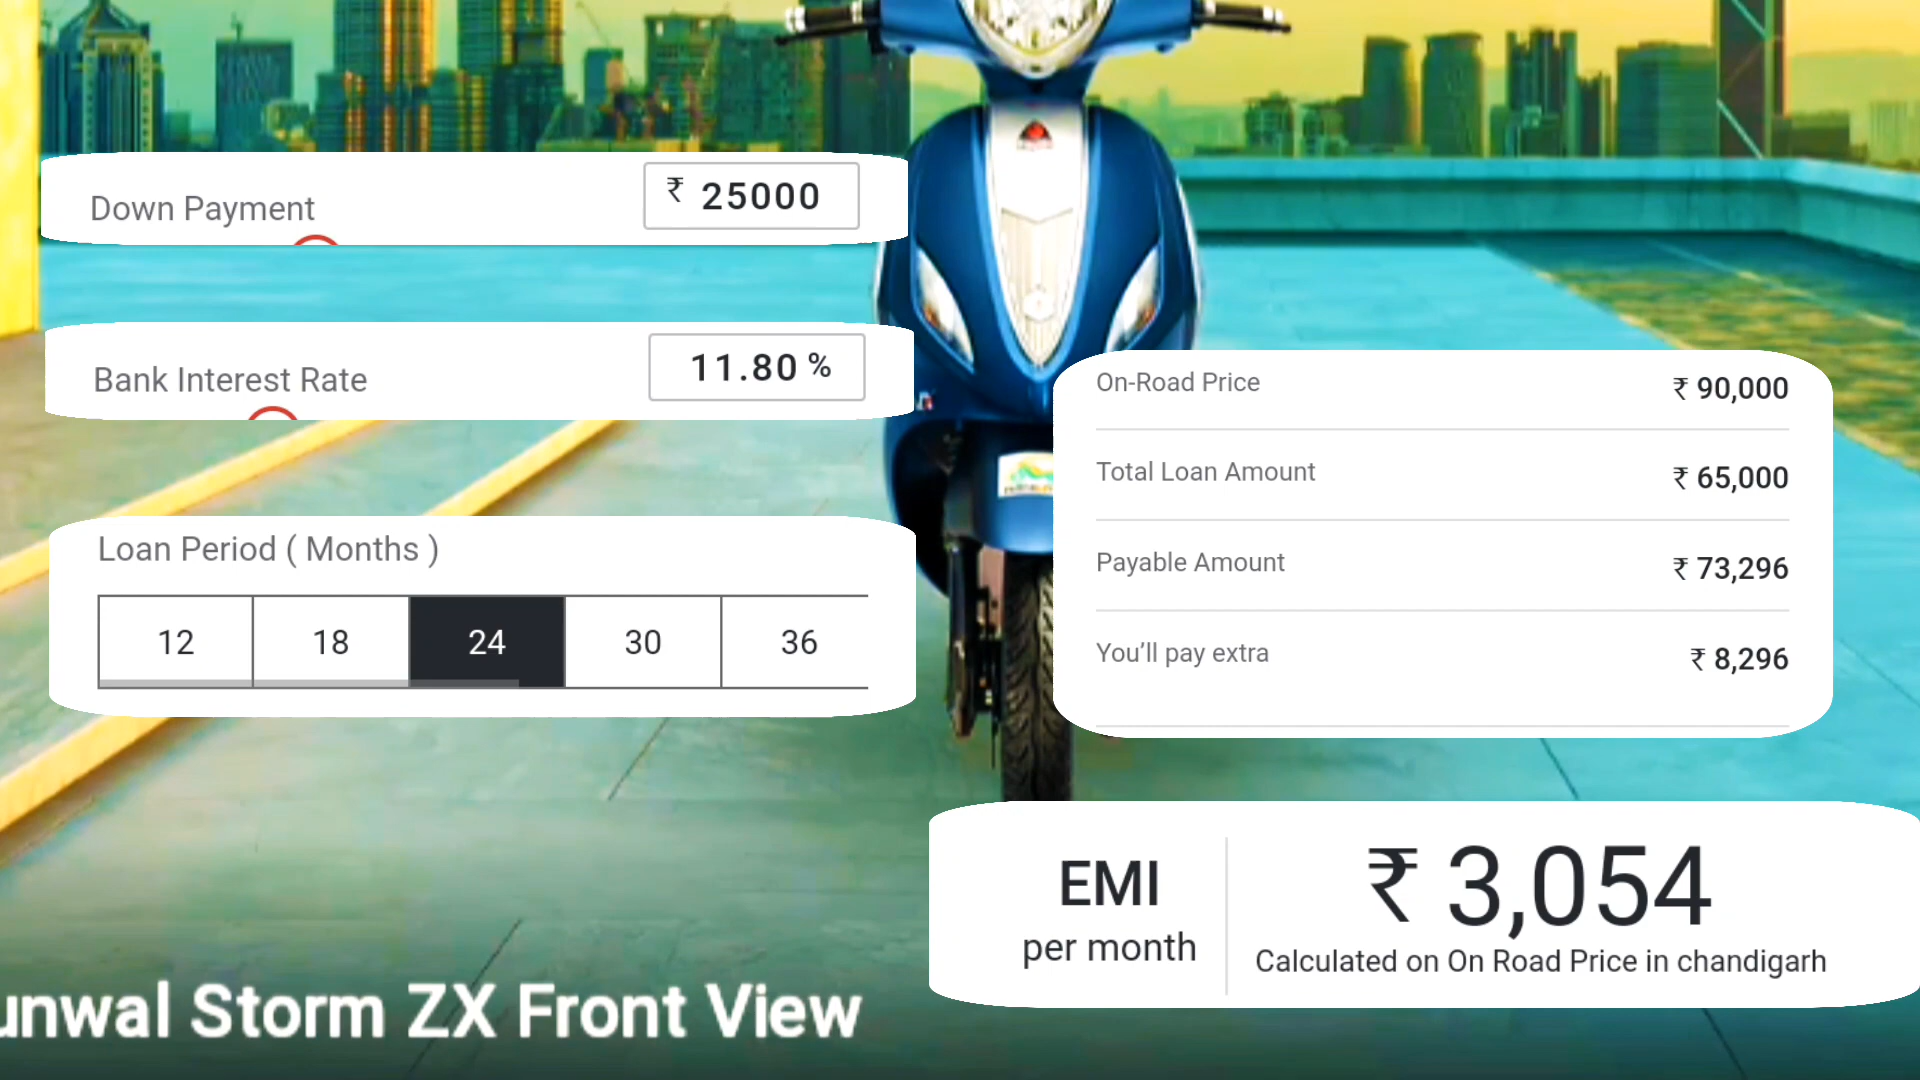 Down Payment ₹ 25000
Bank Interest Rate 11.80 %
Loan Period ( Months )
12 18 24 30 36
On-Road Price ₹ 90,000
Total Loan Amount ₹ 65,000
Payable Amount ₹ 73,296
You’ll pay extra ₹ 8,296
EMI
per month
₹ 3,054
Calculated on On Road Price in chandigarh
unwal Storm ZX Front View